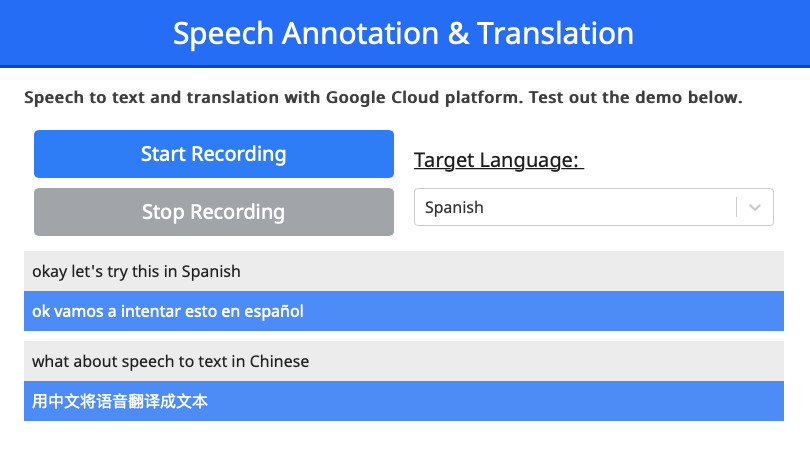 Speech Annotation & Translation
Speech to text and translation with Google Cloud platform. Test out the demo below.
Start Recording
Stop Recording
Target Language:
Spanish
okay let's try this in Spanish
ok vamos a intentar esto en español
what about speech to text in Chinese
用中文将语音翻译成文本